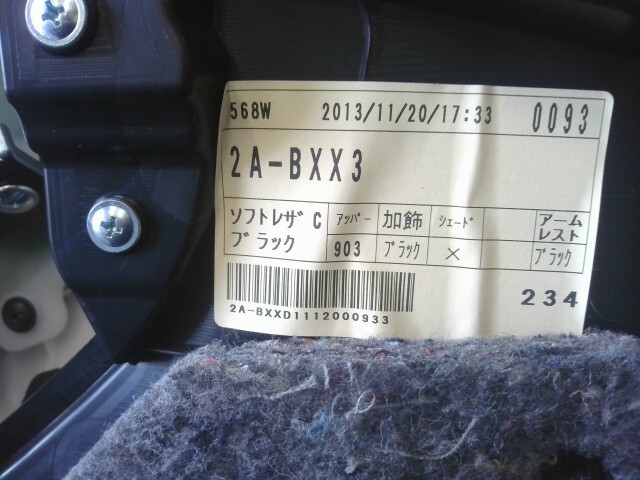 568W 2013/11/20/17:33 0093
2A-BXX3
ソフトレザ C ｱｯﾊﾟｰ 加飾 ｼｪｰﾄﾞ アームレスト
ブラック 903 ブラック × ブラック
2A-BXXD1112000933
234